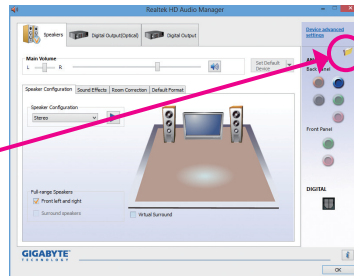 Realtek HD Audio Manager
Speakers
Digital Output(Optical)
Digital Output
Device advanced
settings
Main Volume
L
R
Set Default
Device
Back Panel
Speaker Configuration
Sound Effects
Room Correction
Default Format
Speaker Configuration
Stereo
Front Panel
Full-range Speakers
Front left and right
Surround speakers
Virtual Surround
DIGITAL
GIGABYTE
TECHNOLOGY
OK